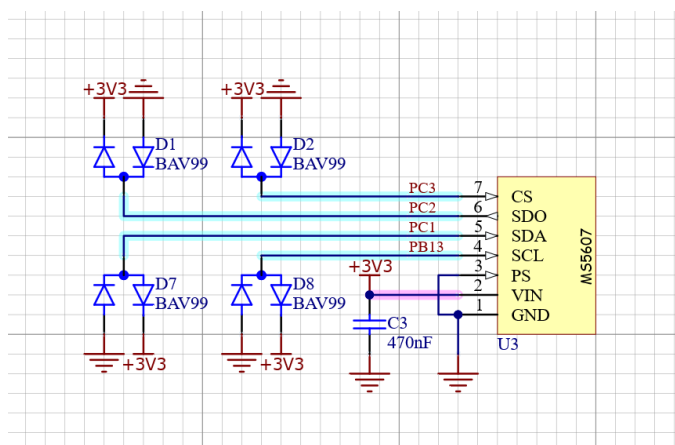 +3V3
+3V3
D1
BAV99
D2
BAV99
PC3
7
CS
PC2
6
SDO
PC1
5
SDA
PB13
4
SCL
+3V3
3
PS
2
VIN
1
GND
MS5607
U3
D7
BAV99
D8
BAV99
C3
470nF
+3V3
+3V3